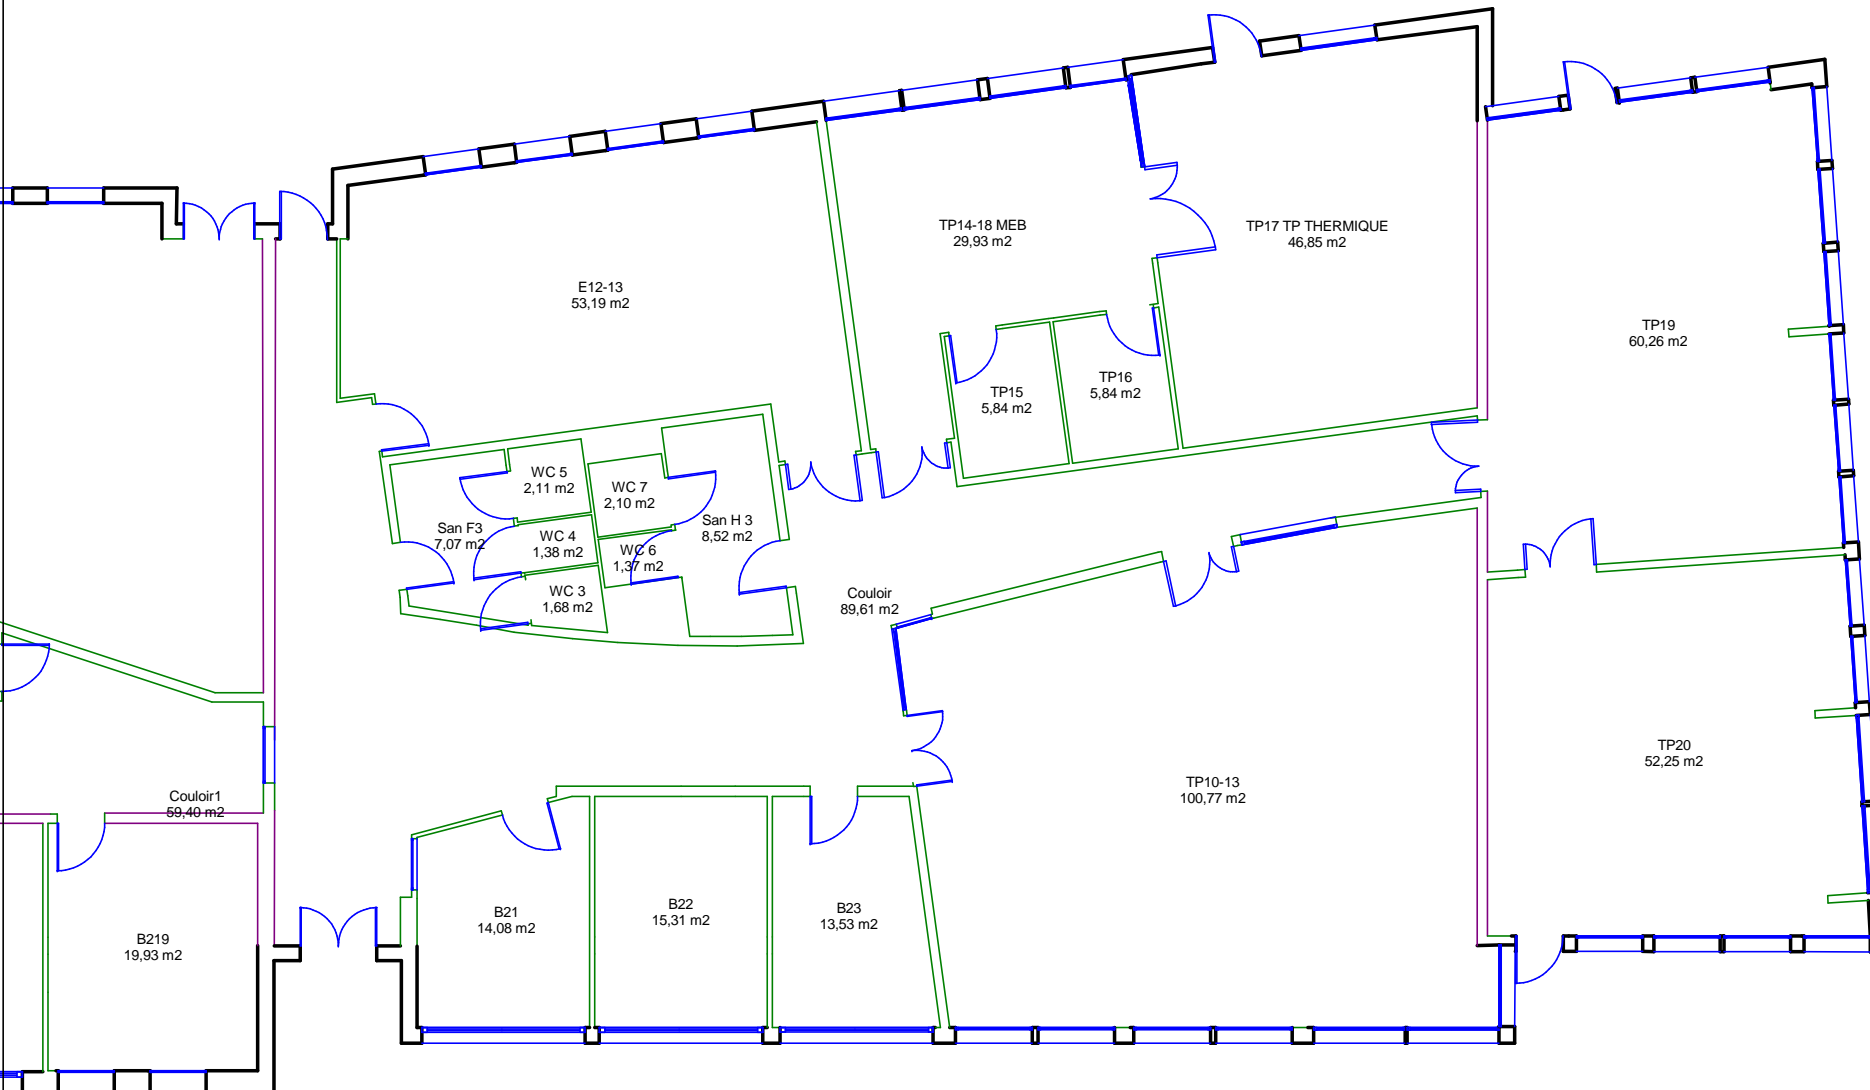 TP14-18 MEB
29,93 m2
TP17 TP THERMIQUE
46,85 m2
E12-13
53,19 m2
TP19
60,26 m2
TP15
5,84 m2
TP16
5,84 m2
WC 5
2,11 m2
WC 7
2,10 m2
San F3
7,07 m2
WC 4
1,38 m2
San H 3
8,52 m2
WC 6
1,37 m2
WC 3
1,68 m2
Couloir
89,61 m2
TP20
52,25 m2
TP10-13
100,77 m2
Couloir1
59,40 m2
B21
14,08 m2
B22
15,31 m2
B23
13,53 m2
B219
19,93 m2